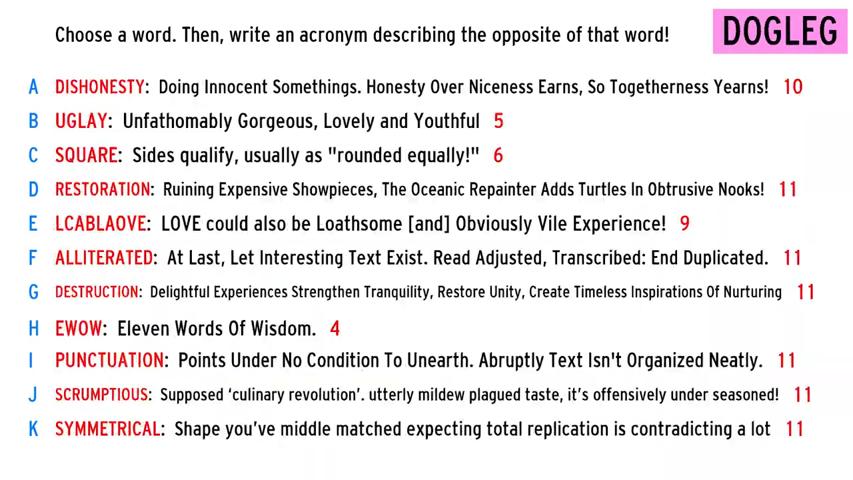 Choose a word. Then, write an acronym describing the opposite of that word!
DOGLEG
A DISHONESTY: Doing Innocent Somethings. Honesty Over Niceness Earns, So Togetherness Yearns! 10
B UGLAY: Unfathomably Gorgeous, Lovely and Youthful 5
C SQUARE: Sides qualify, usually as "rounded equally!" 6
D RESTORATION: Ruining Expensive Showpieces, The Oceanic Repainter Adds Turtles In Obtrusive Nooks! 11
E LCABLAOVE: LOVE could also be Loathsome [and] Obviously Vile Experience! 9
F ALLITERATED: At Last, Let Interesting Text Exist. Read Adjusted, Transcribed: End Duplicated. 11
G DESTRUCTION: Delightful Experiences Strengthen Tranquility, Restore Unity, Create Timeless Inspirations Of Nurturing 11
H EWOW: Eleven Words Of Wisdom. 4
I PUNCTUATION: Points Under No Condition To Unearth. Abruptly Text Isn't Organized Neatly. 11
J SCRUMPTIOUS: Supposed ‘culinary revolution’. utterly mildew plagued taste, it’s offensively under seasoned! 11
K SYMMETRICAL: Shape you’ve middle matched expecting total replication is contradicting a lot 11